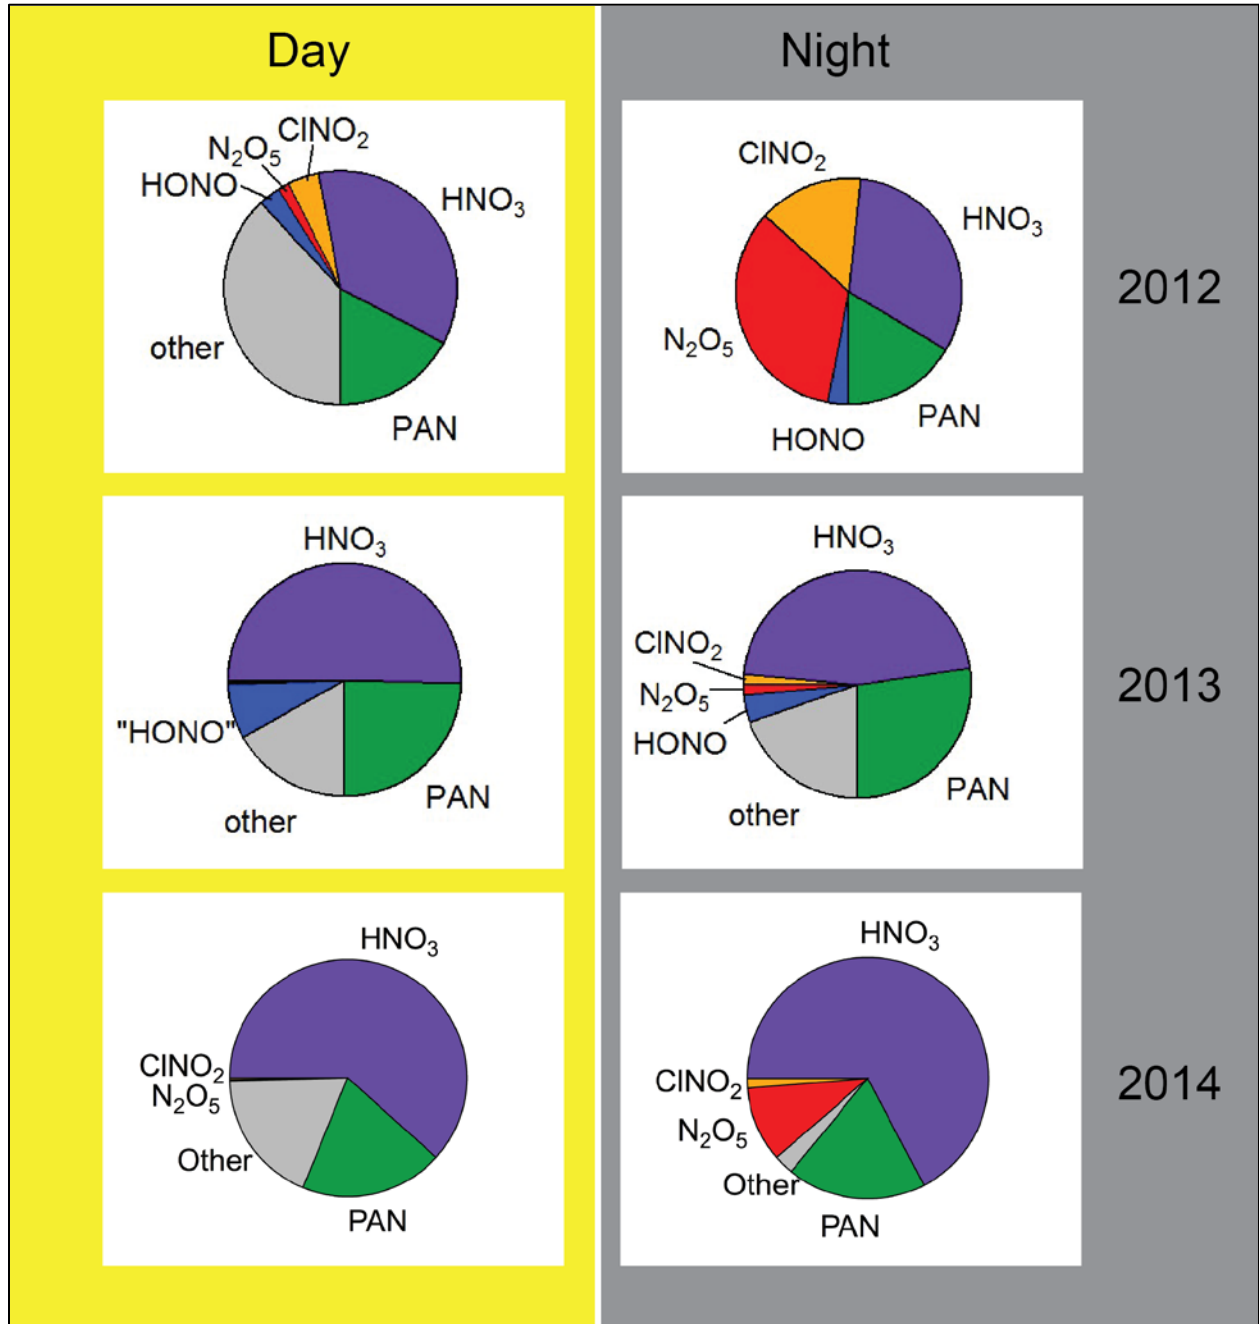 Day
Night
ClNO₂
N₂O₅
HONO
HNO₃
other
PAN
ClNO₂
HNO₃
N₂O₅
PAN
HONO
2012
HNO₃
"HONO"
PAN
other
HNO₃
ClNO₂
N₂O₅
HONO
PAN
other
2013
HNO₃
ClNO₂
N₂O₅
Other
PAN
HNO₃
ClNO₂
N₂O₅
Other
PAN
2014